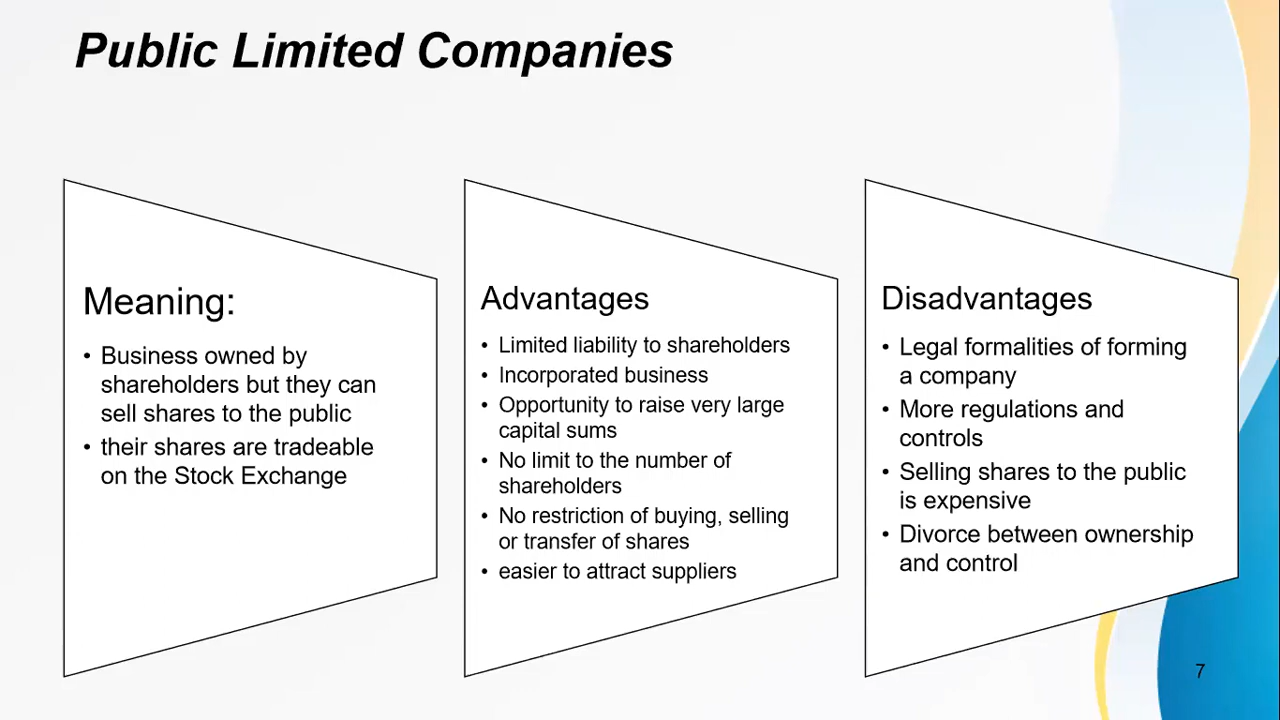 Public Limited Companies
Meaning:
• Business owned by
shareholders but they can
sell shares to the public
• their shares are tradeable
on the Stock Exchange
Advantages
• Limited liability to shareholders
• Incorporated business
• Opportunity to raise very large
capital sums
• No limit to the number of
shareholders
• No restriction of buying, selling
or transfer of shares
• easier to attract suppliers
Disadvantages
• Legal formalities of forming
a company
• More regulations and
controls
• Selling shares to the public
is expensive
• Divorce between ownership
and control
7